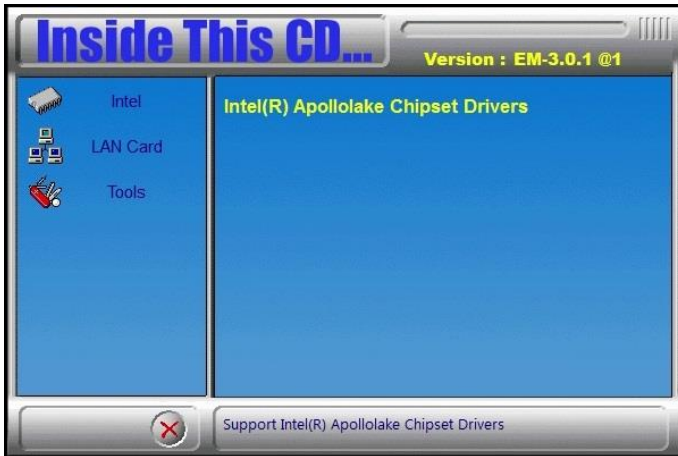 Inside This CD...
Version : EM-3.0.1 @1
Intel
Intel(R) Apollolake Chipset Drivers
LAN Card
Tools
Support Intel(R) Apollolake Chipset Drivers